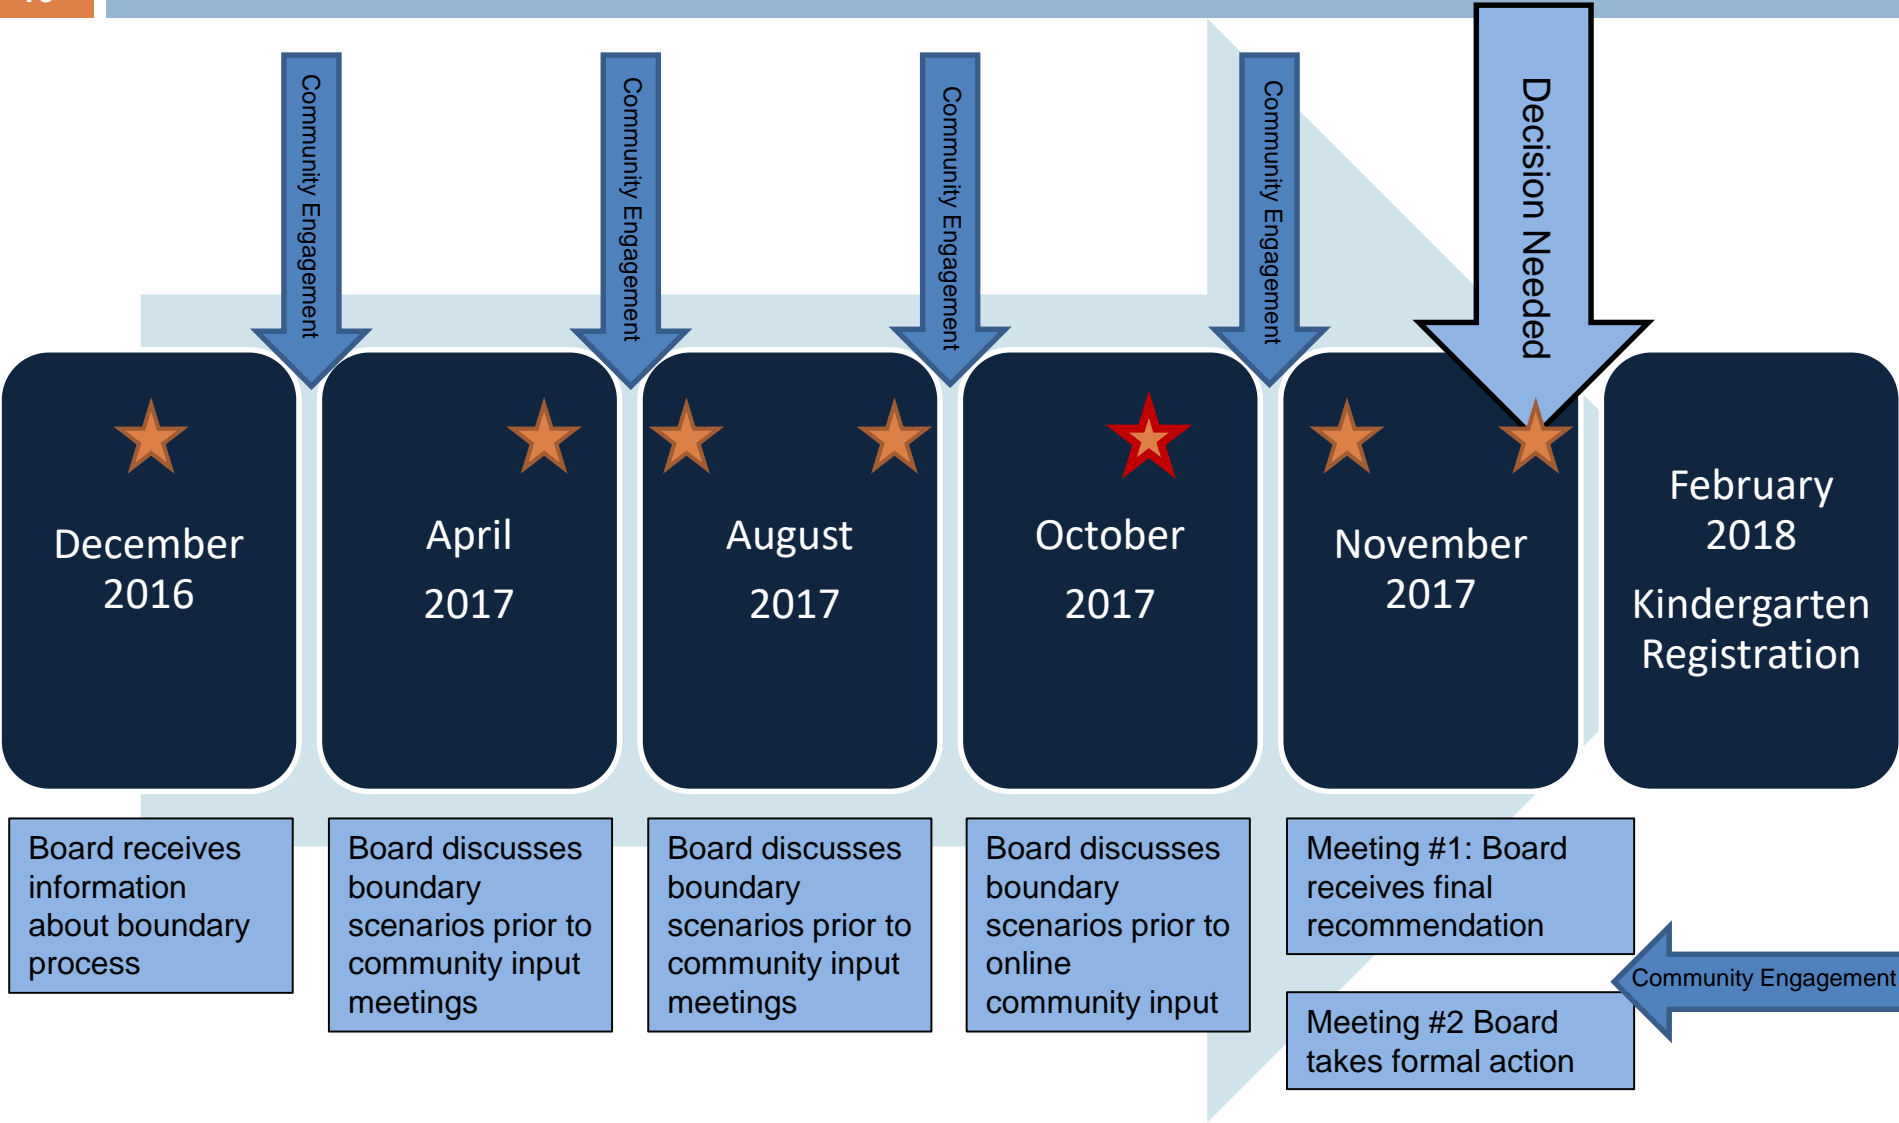 Community Engagement
Community Engagement
Community Engagement
Community Engagement
Decision Needed
December
2016
April
2017
August
2017
October
2017
November
2017
February
2018
Kindergarten
Registration
Board receives
information
about boundary
process
Board discusses
boundary
scenarios prior to
community input
meetings
Board discusses
boundary
scenarios prior to
community input
meetings
Board discusses
boundary
scenarios prior to
online
community input
Meeting #1: Board
receives final
recommendation
Community Engagement
Meeting #2 Board
takes formal action